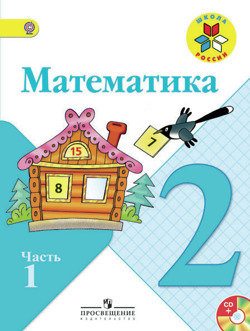 ШКОЛА
РОССИИ
Математика
15
7
8
2
Часть
1
CD
+
ПРОСВЕЩЕНИЕ
ИЗДАТЕЛЬСТВО